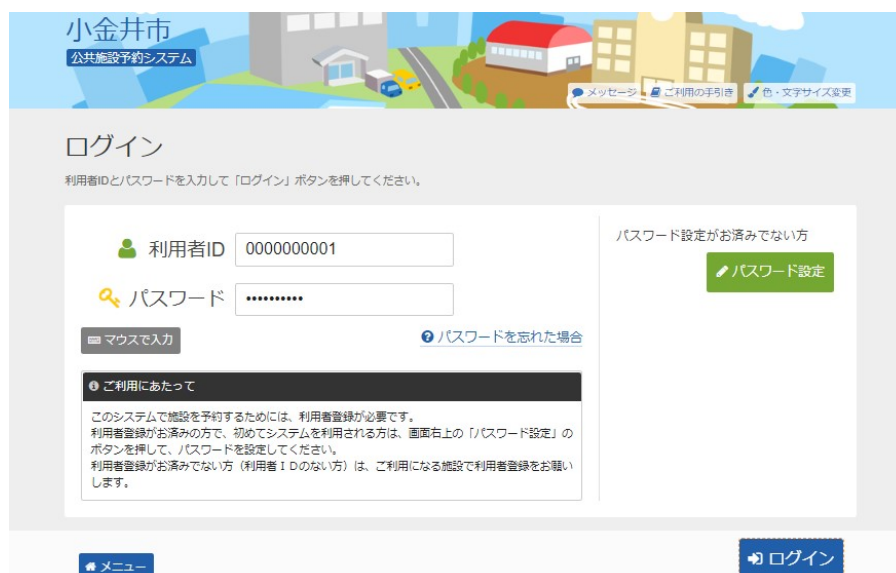 小金井市
公共施設予約システム
メッセージ ご利用の手引き 色・文字サイズ変更
ログイン
利用者IDとパスワードを入力して「ログイン」ボタンを押してください。
利用者ID 0000000001
パスワード ••••••••••
マウスで入力 パスワードを忘れた場合
ご利用にあたって
このシステムで施設を予約するためには、利用者登録が必要です。
利用者登録がお済みの方で、初めてシステムを利用される方は、画面右上の「パスワード設定」の
ボタンを押して、パスワードを設定してください。
利用者登録がお済みでない方（利用者ＩＤのない方）は、ご利用になる施設で利用者登録をお願い
します。
パスワード設定がお済みでない方
パスワード設定
メニュー ログイン